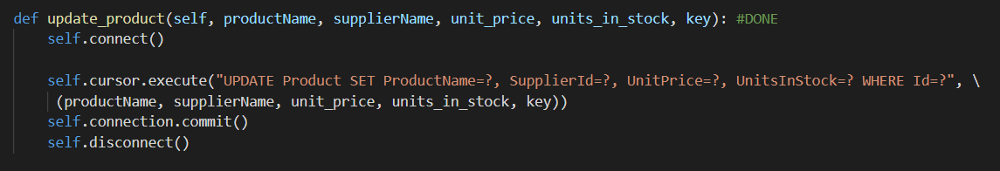 def update_product(self, productName, supplierName, unit_price, units_in_stock, key): #DONE
    self.connect()

    self.cursor.execute("UPDATE Product SET ProductName=?, SupplierId=?, UnitPrice=?, UnitsInStock=? WHERE Id=?", \
     (productName, supplierName, unit_price, units_in_stock, key))
    self.connection.commit()
    self.disconnect()